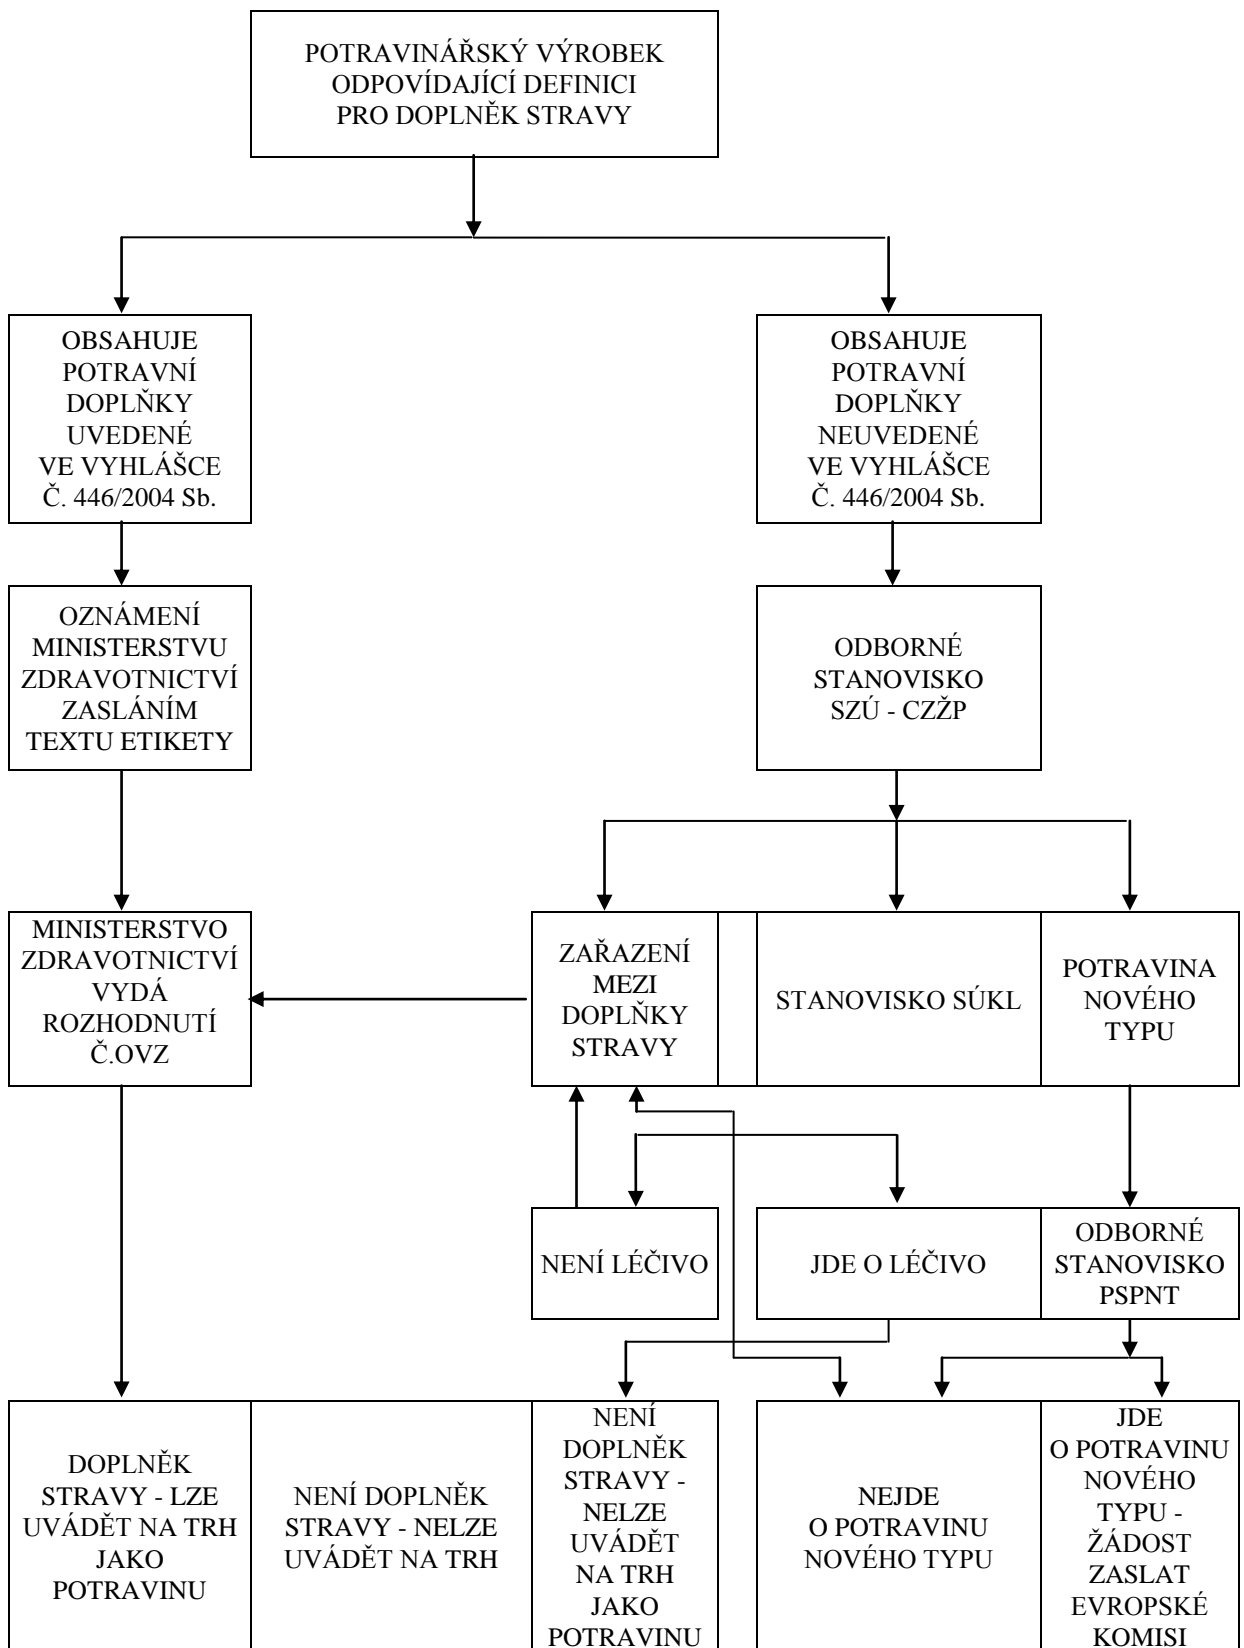 POTRAVINÁŘSKÝ VÝROBEK
ODPOVÍDAJÍCÍ DEFINICI
PRO DOPLNĚK STRAVY
OBSAHUJE
POTRAVNÍ
DOPLŇKY
UVEDENÉ
VE VYHLÁŠCE
Č. 446/2004 Sb.
OBSAHUJE
POTRAVNÍ
DOPLŇKY
NEUVEDENÉ
VE VYHLÁŠCE
Č. 446/2004 Sb.
OZNÁMENÍ
MINISTERSTVU
ZDRAVOTNICTVÍ
ZASLÁNÍM
TEXTU ETIKETY
ODBORNÉ
STANOVISKO
SZÚ - CZŽP
MINISTERSTVO
ZDRAVOTNICTVÍ
VYDÁ
ROZHODNUTÍ
Č.OVZ
ZAŘAZENÍ
MEZI
DOPLŇKY
STRAVY
STANOVISKO SÚKL
POTRAVINA
NOVÉHO
TYPU
NENÍ LÉČIVO
JDE O LÉČIVO
ODBORNÉ
STANOVISKO
PSPNT
DOPLNĚK
STRAVY - LZE
UVÁDĚT NA TRH
JAKO
POTRAVINU
NENÍ DOPLNĚK
STRAVY - NELZE
UVÁDĚT NA TRH
NENÍ
DOPLNĚK
STRAVY -
NELZE
UVÁDĚT
NA TRH
JAKO
POTRAVINU
NEJDE
O POTRAVINU
NOVÉHO TYPU
JDE
O POTRAVINU
NOVÉHO
TYPU -
ŽÁDOST
ZASLAT
EVROPSKÉ
KOMISI